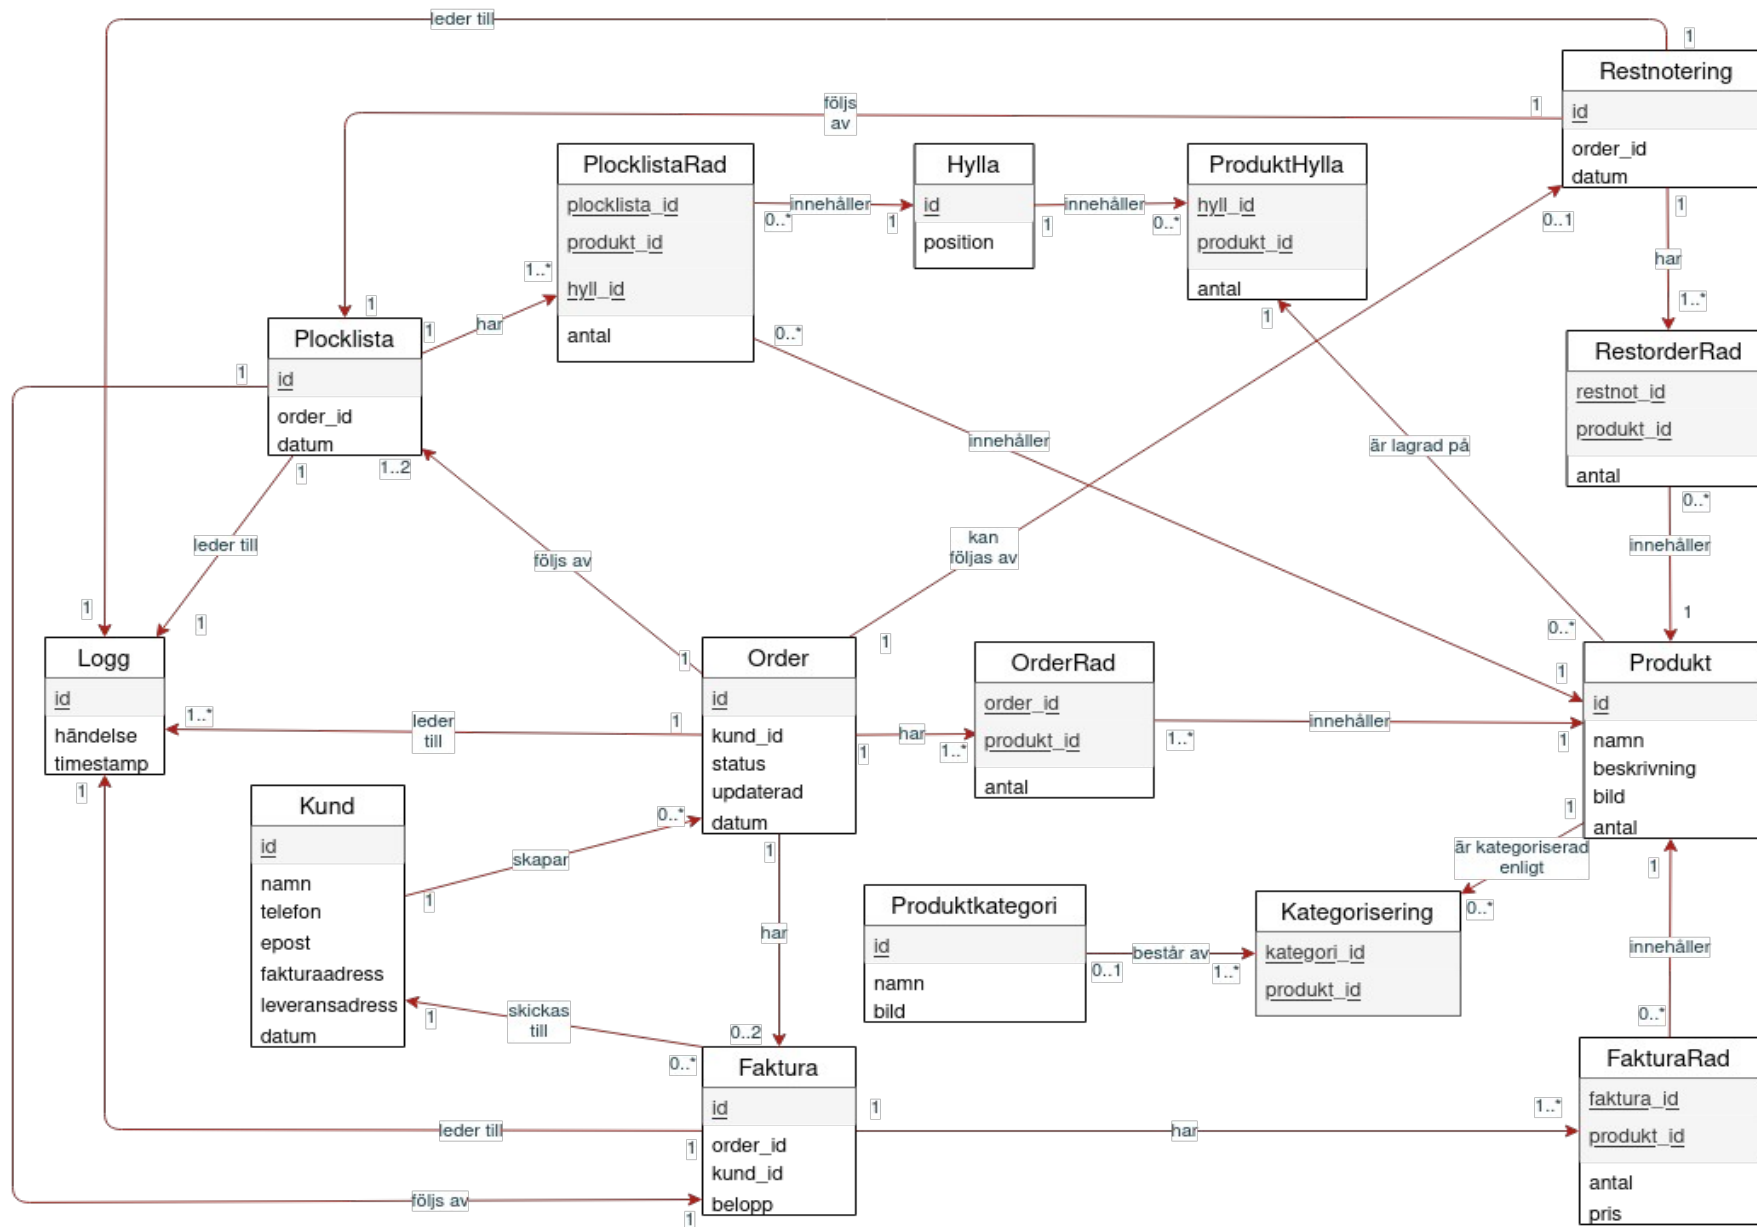 leder till
1
Restnotering
id
order_id
datum
följs
av
1
1
PlocklistaRad
plocklista_id
produkt_id
hyll_id
antal
innehåller
0..*
1
Hylla
id
position
innehåller
1
0..*
ProduktHylla
hyll_id
produkt_id
antal
1
0..1
1
har
1..*
Plocklista
id
order_id
datum
1
har
1..*
1
0..*
RestorderRad
restnot_id
produkt_id
antal
innehåller
är lagrad på
0..*
innehåller
1
1
1..2
leder till
följs av
kan
följas av
1
1
1
1
0..*
1
Logg
id
händelse
timestamp
1..*
leder
till
1
1
Order
id
kund_id
status
updaterad
datum
1
har
1..*
OrderRad
order_id
produkt_id
antal
innehåller
1..*
1
Produkt
id
namn
beskrivning
bild
antal
1
Kund
id
namn
telefon
epost
fakturaadress
leveransadress
datum
skapar
0..*
1
1
har
är kategoriserad
enligt
1
Produktkategori
id
namn
bild
består av
0..1
1..*
Kategorisering
kategori_id
produkt_id
0..*
innehåller
1
skickas
till
1
0..2
0..*
0..*
Faktura
id
order_id
kund_id
belopp
1
har
1..*
FakturaRad
faktura_id
produkt_id
antal
pris
leder till
1
följs av
1